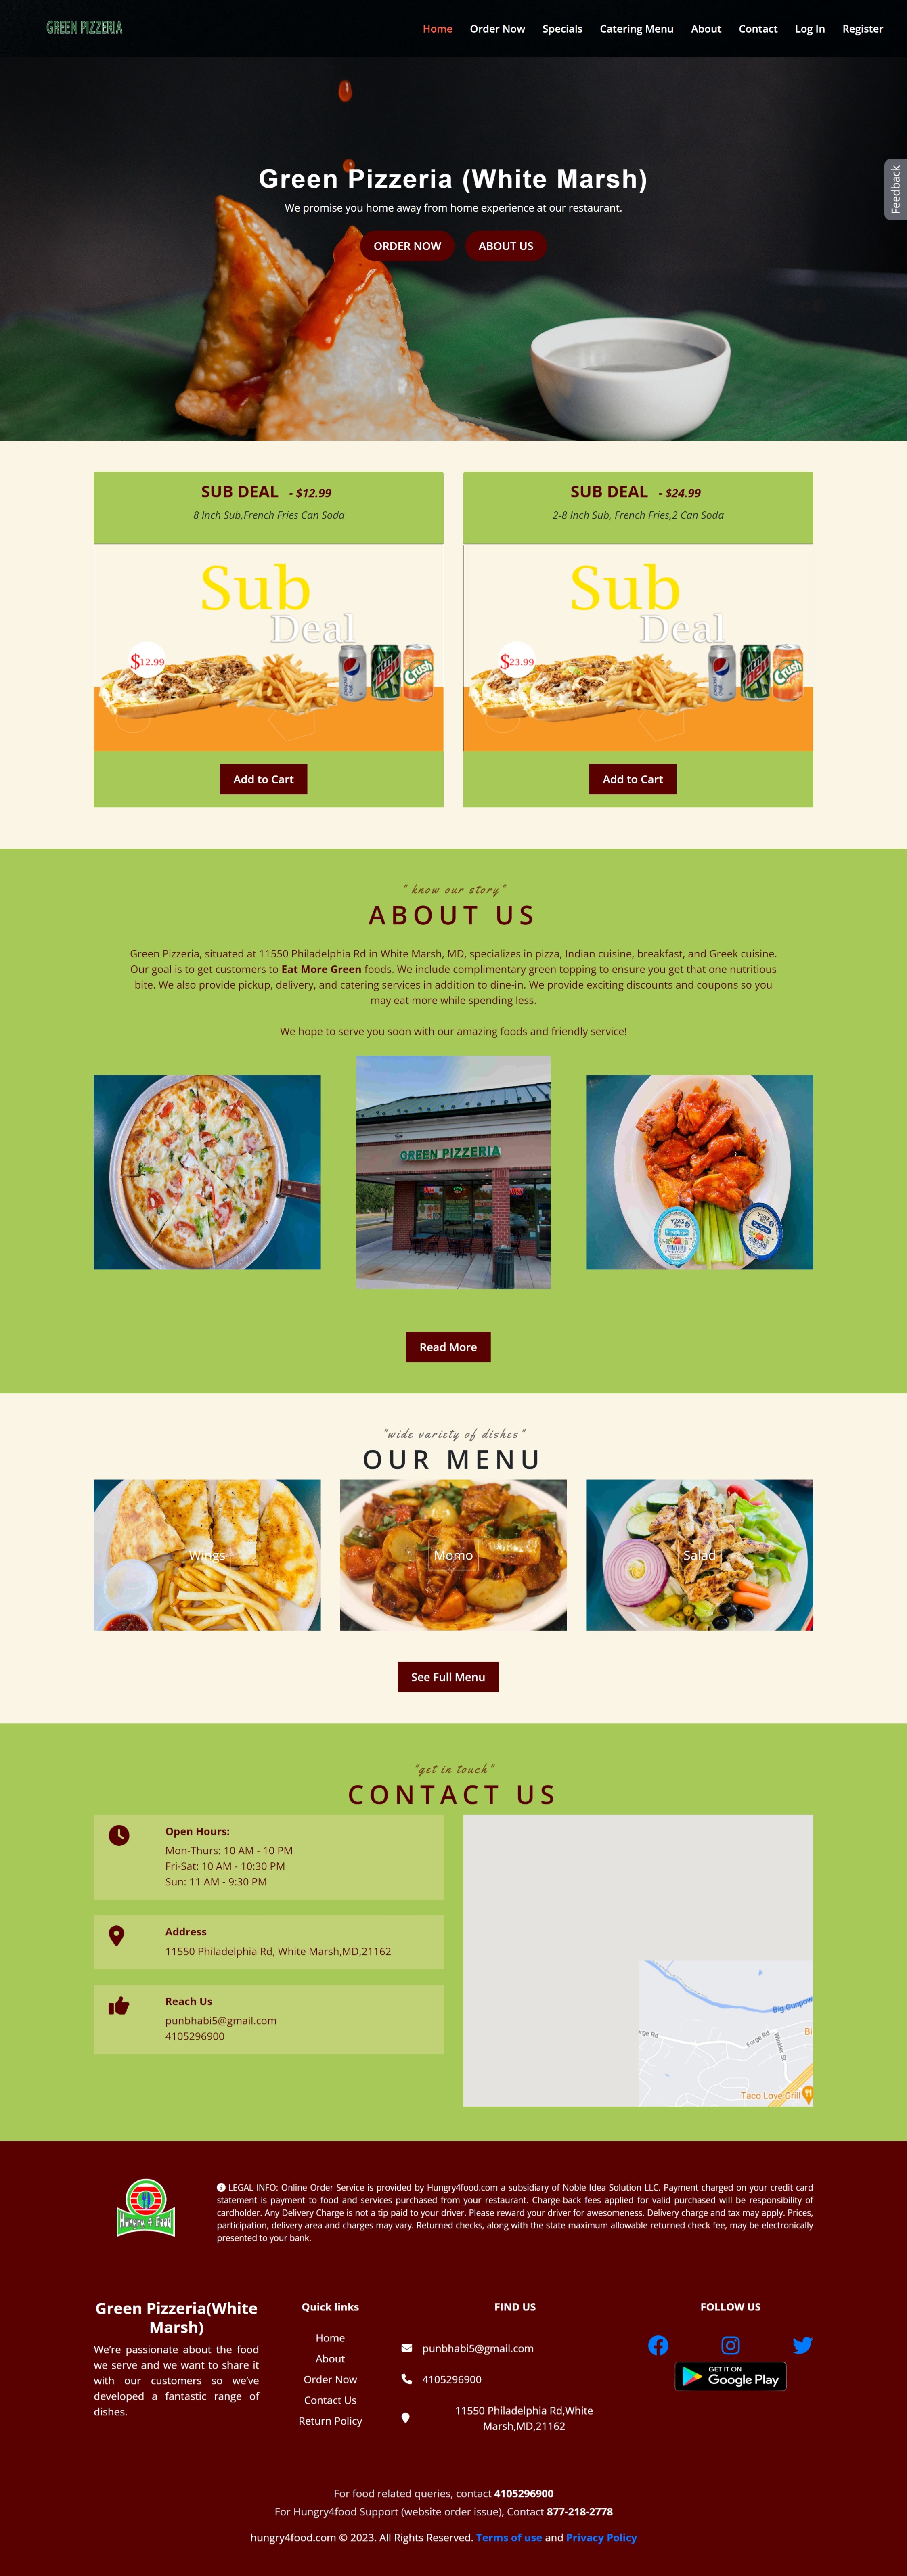 GREEN PIZZERIA
Home Order Now Specials Catering Menu About Contact Log In Register
Feedback
Green Pizzeria (White Marsh)
We promise you home away from home experience at our restaurant.
ORDER NOW ABOUT US
SUB DEAL - $12.99
8 Inch Sub,French Fries Can Soda
Sub
Deal
$12.99
Crush
Add to Cart
SUB DEAL - $24.99
2-8 Inch Sub, French Fries,2 Can Soda
Sub
Deal
$23.99
Crush
Add to Cart
" know our story"
ABOUT US
Green Pizzeria, situated at 11550 Philadelphia Rd in White Marsh, MD, specializes in pizza, Indian cuisine, breakfast, and Greek cuisine.
Our goal is to get customers to Eat More Green foods. We include complimentary green topping to ensure you get that one nutritious
bite. We also provide pickup, delivery, and catering services in addition to dine-in. We provide exciting discounts and coupons so you
may eat more while spending less.
We hope to serve you soon with our amazing foods and friendly service!
GREEN PIZZERIA
Read More
"wide variety of dishes"
OUR MENU
Wings
Momo
Salad
See Full Menu
"get in touch"
CONTACT US
Open Hours:
Mon-Thurs: 10 AM - 10 PM
Fri-Sat: 10 AM - 10:30 PM
Sun: 11 AM - 9:30 PM
Address
11550 Philadelphia Rd, White Marsh,MD,21162
Reach Us
punbhabi5@gmail.com
4105296900
Big Gunpow
rge Rd
Forge Rd
Winkler St
Bi
Taco Love Grill
LEGAL INFO: Online Order Service is provided by Hungry4food.com a subsidiary of Noble Idea Solution LLC. Payment charged on your credit card
statement is payment to food and services purchased from your restaurant. Charge-back fees applied for valid purchased will be responsibility of
cardholder. Any Delivery Charge is not a tip paid to your driver. Please reward your driver for awesomeness. Delivery charge and tax may apply. Prices,
participation, delivery area and charges may vary. Returned checks, along with the state maximum allowable returned check fee, may be electronically
presented to your bank.
Green Pizzeria(White
Marsh)
We're passionate about the food
we serve and we want to share it
with our customers so we've
developed a fantastic range of
dishes.
Quick links
Home
About
Order Now
Contact Us
Return Policy
FIND US
punbhabi5@gmail.com
4105296900
11550 Philadelphia Rd,White
Marsh,MD,21162
FOLLOW US
GET IT ON
Google Play
For food related queries, contact 4105296900
For Hungry4food Support (website order issue), Contact 877-218-2778
hungry4food.com © 2023. All Rights Reserved. Terms of use and Privacy Policy